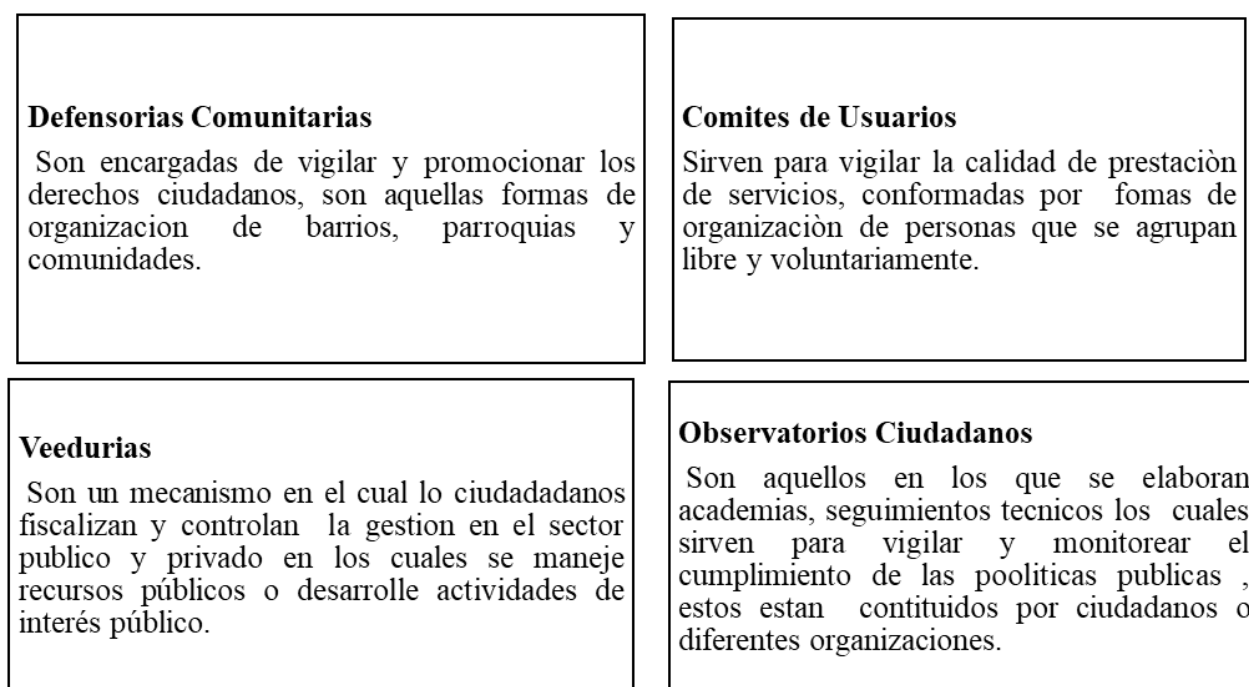 Defensorias Comunitarias
Son encargadas de vigilar y promocionar los
derechos ciudadanos, son aquellas formas de
organizacion de barrios, parroquias y
comunidades.
Comites de Usuarios
Sirven para vigilar la calidad de prestaciòn
de servicios, conformadas por fomas de
organizaciòn de personas que se agrupan
libre y voluntariamente.
Veedurias
Son un mecanismo en el cual lo ciudadadanos
fiscalizan y controlan la gestion en el sector
publico y privado en los cuales se maneje
recursos públicos o desarrolle actividades de
interés público.
Observatorios Ciudadanos
Son aquellos en los que se elaboran
academias, seguimientos tecnicos los cuales
sirven para vigilar y monitorear el
cumplimiento de las pooliticas publicas ,
estos estan contituidos por ciudadanos o
diferentes organizaciones.